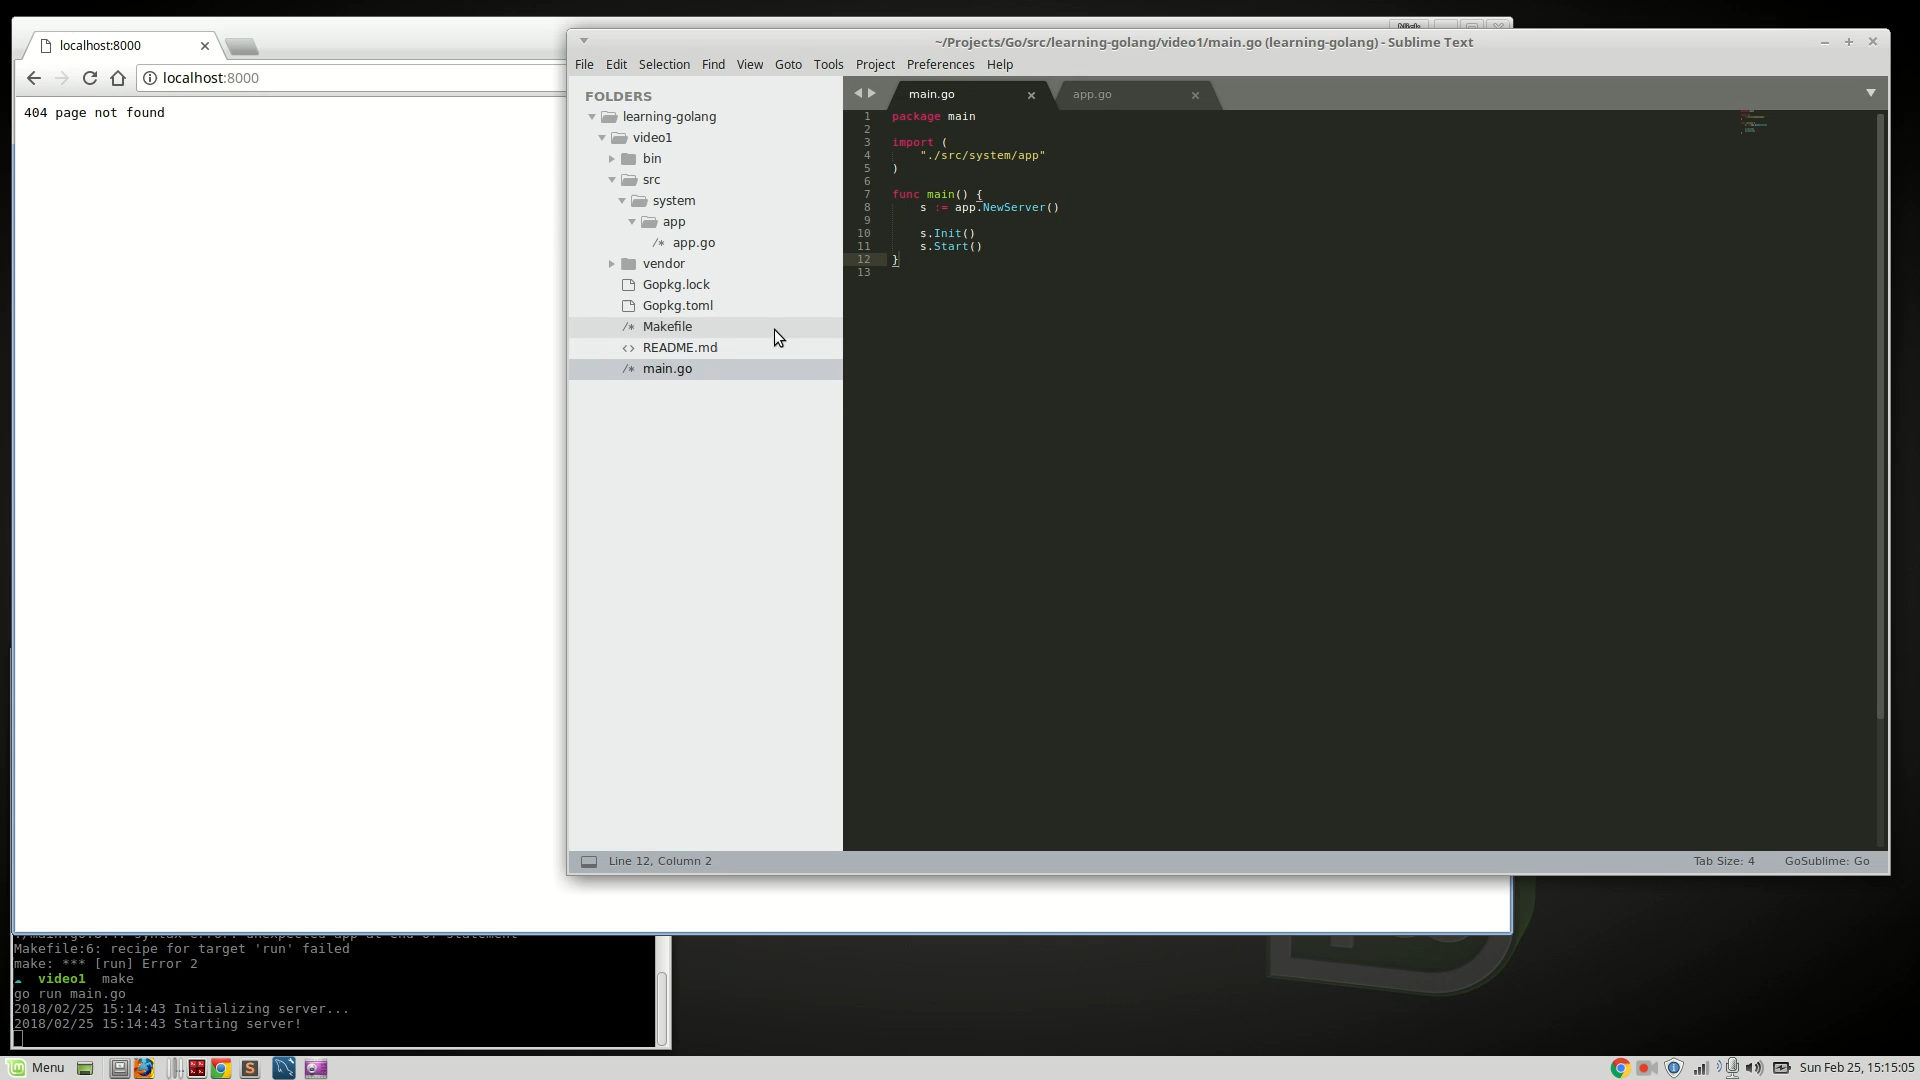 localhost:8000
localhost:8000
404 page not found
~/Projects/Go/src/learning-golang/video1/main.go (learning-golang) - Sublime Text
File Edit Selection Find View Goto Tools Project Preferences Help
FOLDERS
learning-golang
video1
bin
src
system
app
/* app.go
vendor
Gopkg.lock
Gopkg.toml
/* Makefile
<> README.md
/* main.go
main.go
app.go
1 package main
2
3 import (
4 "./src/system/app"
5 )
6
7 func main() {
8 s := app.NewServer()
9
10 s.Init()
11 s.Start()
12 }
13
Line 12, Column 2
Tab Size: 4
GoSublime: Go
Makefile:6: recipe for target 'run' failed
make: *** [run] Error 2
video1 make
go run main.go
2018/02/25 15:14:43 Initializing server...
2018/02/25 15:14:43 Starting server!
Menu
Sun Feb 25, 15:15:05